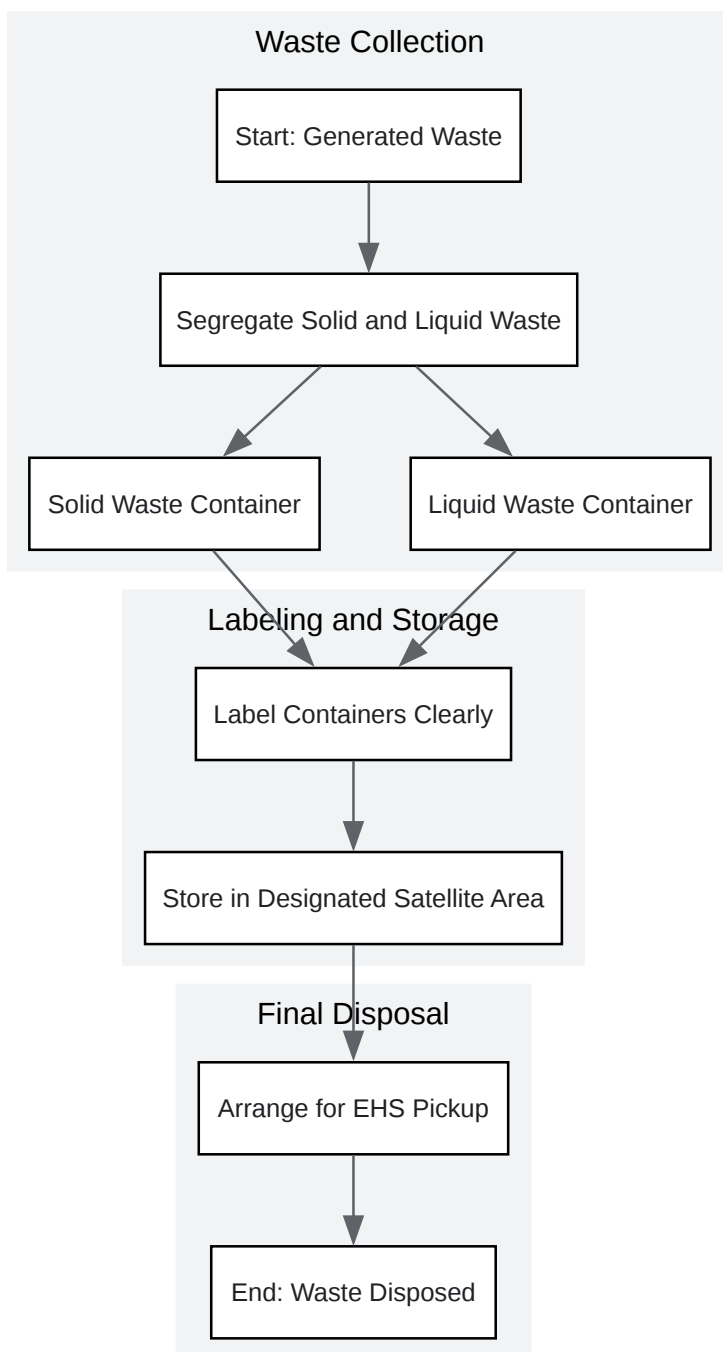 Waste Collection
Start: Generated Waste
Segregate Solid and Liquid Waste
Solid Waste Container
Liquid Waste Container
Labeling and Storage
Label Containers Clearly
Store in Designated Satellite Area
Final Disposal
Arrange for EHS Pickup
End: Waste Disposed